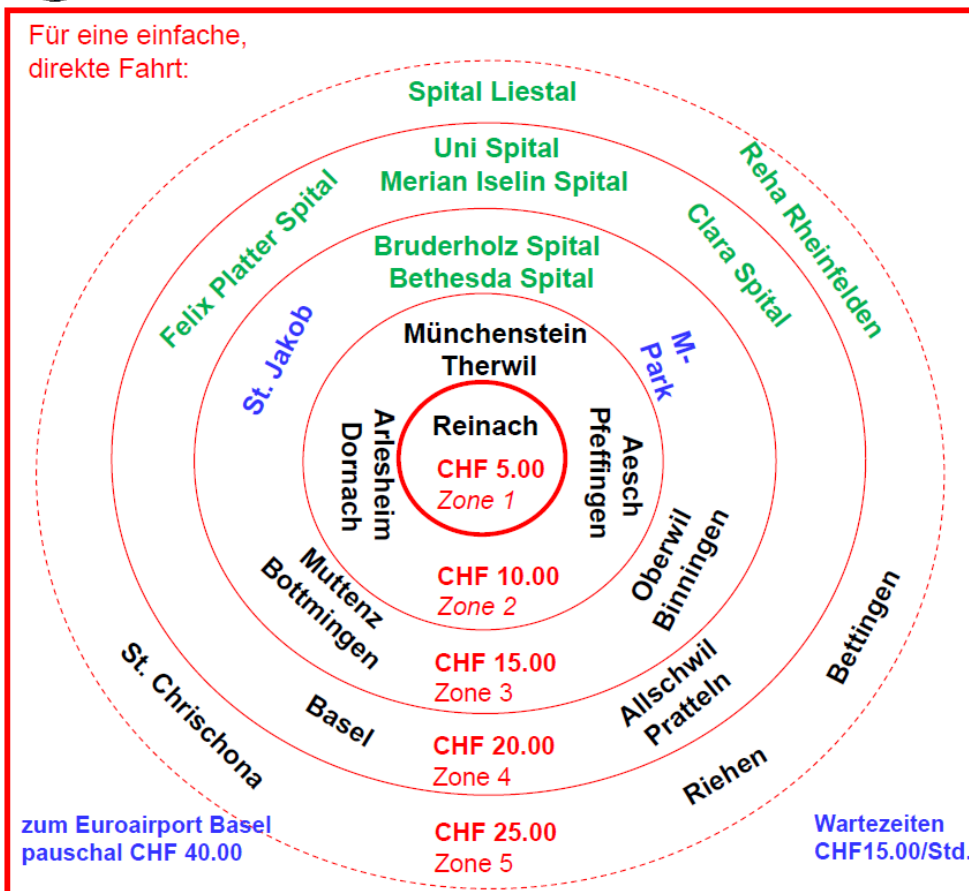 Für eine einfache,
direkte Fahrt:
Spital Liestal
Uni Spital
Merian Iselin Spital
Felix Platter Spital
Clara Spital
Reha Rheinfelden
Bruderholz Spital
Bethesda Spital
St. Jakob
M-
Park
Münchenstein
Therwil
Reinach
CHF 5.00
Zone 1
Arlesheim
Dornach
Aesch
Pfeffingen
CHF 10.00
Zone 2
Muttenz
Bottmingen
Oberwil
Binningen
CHF 15.00
Zone 3
Basel
Allschwil
Pratteln
CHF 20.00
Zone 4
St. Chrischona
Bettingen
Riehen
CHF 25.00
Zone 5
zum Euroairport Basel
pauschal CHF 40.00
Wartezeiten
CHF15.00/Std.